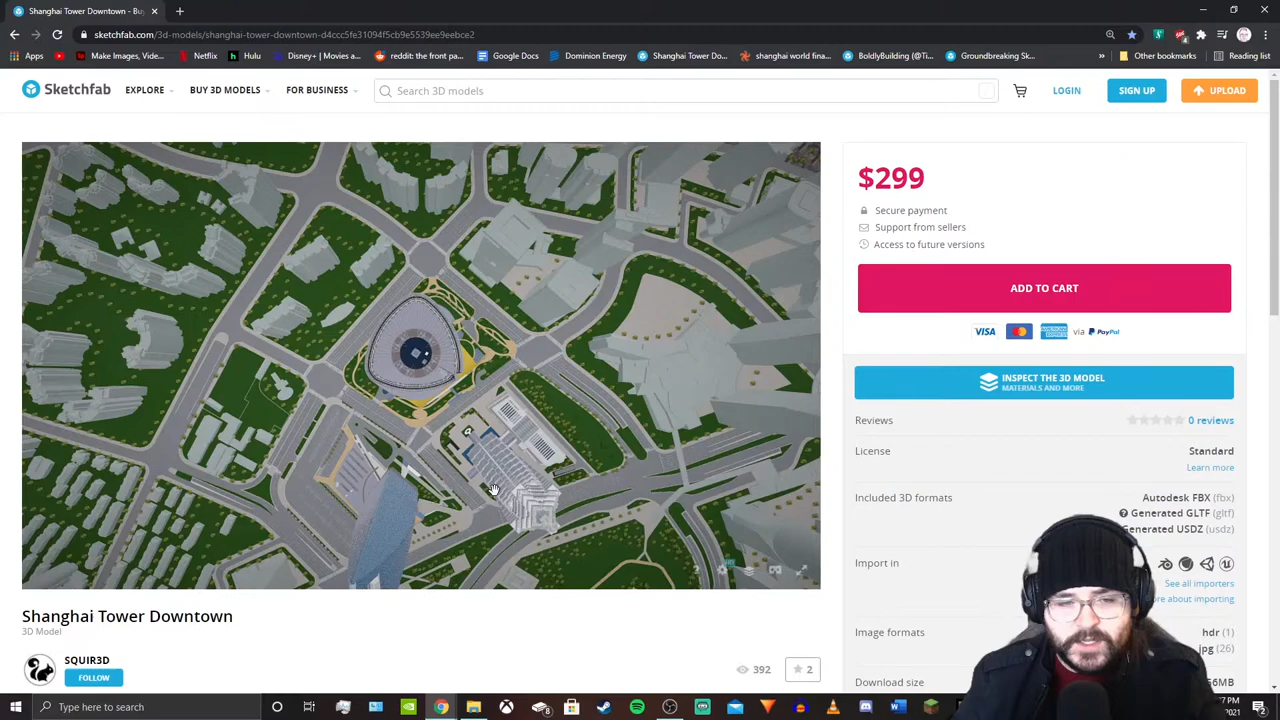 Shanghai Tower Downtown - Buy
sketchfab.com/3d-models/shanghai-tower-downtown-d4ccc5fe31094f5cb9e5539ee9eebce2
Apps
Music Videos,...
Netflix
Hulu
Disney+ | Movies a...
reddit: the front pa...
Google Docs
Dominion Energy
Shanghai Tower Do...
shanghai world fina...
BoldlyBuilding (@Ti...
Groundbreaking Sk...
»
Other bookmarks
Reading list
Sketchfab
EXPLORE
BUY 3D MODELS
FOR BUSINESS
Search 3D models
LOGIN
SIGN UP
UPLOAD
$299
Secure payment
Support from sellers
Access to future versions
ADD TO CART
VISA
via PayPal
INSPECT THE 3D MODEL
MATERIALS AND MORE
Reviews 0 reviews
License Standard
Learn more
Included 3D formats Autodesk FBX (fbx)
Generated GLTF (gltf)
Generated USDZ (usdz)
Import in
See all importers
about importing
Image formats hdr (1)
jpg (26)
Download size
Shanghai Tower Downtown
3D Model
SQUIR3D
FOLLOW
392
2
Type here to search